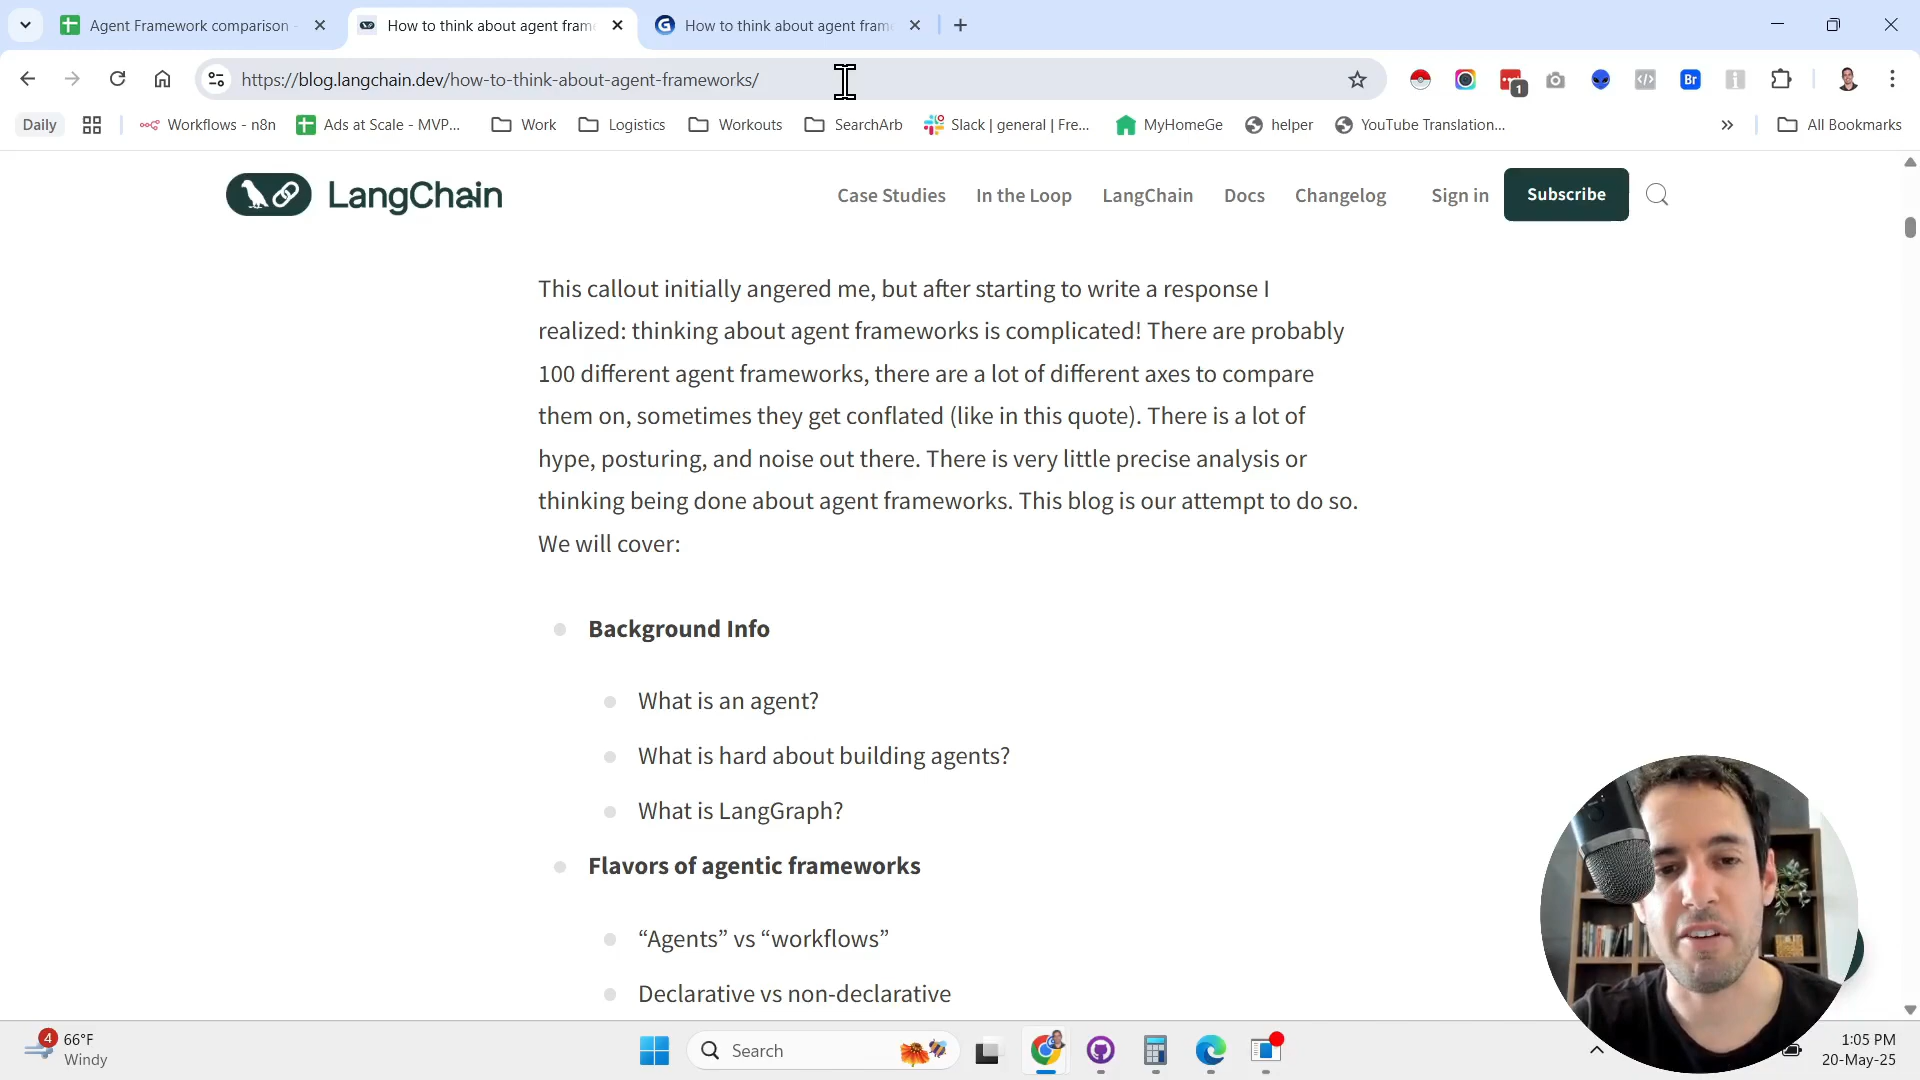 Agent Framework comparison -
How to think about agent fram
How to think about agent fram
https://blog.langchain.dev/how-to-think-about-agent-frameworks/
1
Br
Daily
Workflows - n8n
Ads at Scale - MVP...
Work
Logistics
Workouts
SearchArb
Slack | general | Fre...
MyHomeGe
helper
YouTube Translation...
All Bookmarks
LangChain
Case Studies
In the Loop
LangChain
Docs
Changelog
Sign in
Subscribe
This callout initially angered me, but after starting to write a response I
realized: thinking about agent frameworks is complicated! There are probably
100 different agent frameworks, there are a lot of different axes to compare
them on, sometimes they get conflated (like in this quote). There is a lot of
hype, posturing, and noise out there. There is very little precise analysis or
thinking being done about agent frameworks. This blog is our attempt to do so.
We will cover:
Background Info
What is an agent?
What is hard about building agents?
What is LangGraph?
Flavors of agentic frameworks
“Agents” vs “workflows”
Declarative vs non-declarative
4
66°F
Windy
Search
1:05 PM
20-May-25